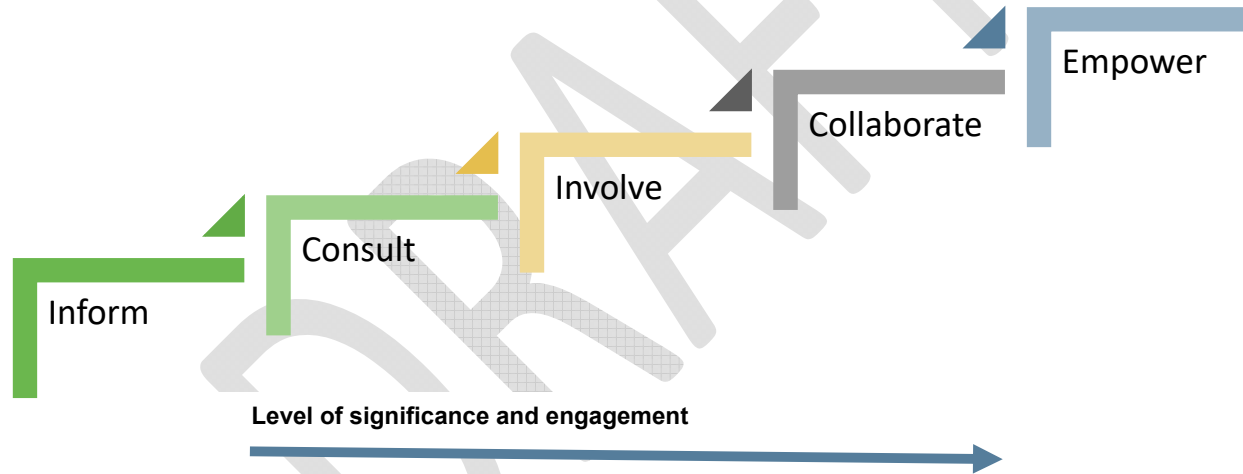 Inform
Consult
Involve
Collaborate
Empower
Level of significance and engagement
DRAFT